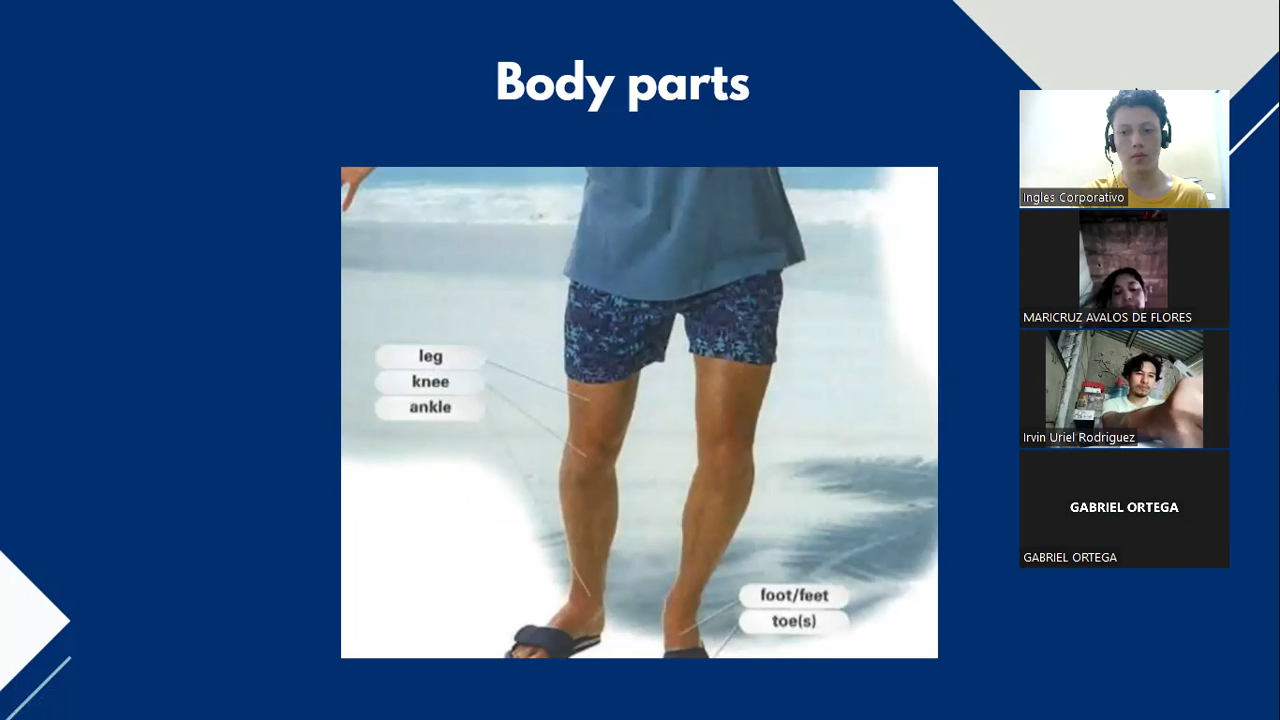 Body parts
leg
knee
ankle
foot/feet
toe(s)
Ingles Corporativo
MARICRUZ AVALOS DE FLORES
Irvin Uriel Rodriguez
GABRIEL ORTEGA
GABRIEL ORTEGA